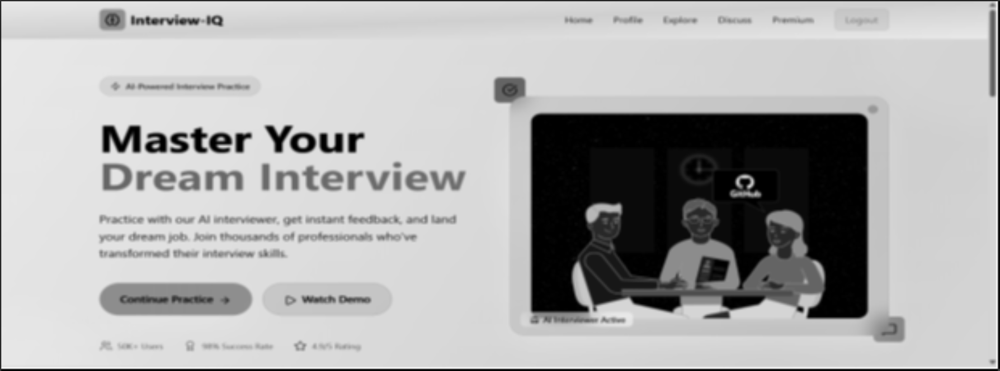 Interview-IQ
Home Profile Explore Discuss Premium Logout
AI-Powered Interview Practice
Master Your
Dream Interview
Practice with our AI interviewer, get instant feedback, and land
your dream job. Join thousands of professionals who've
transformed their interview skills.
Continue Practice → Watch Demo
50K+ Users 98% Success Rate 4.9/5 Rating
GitHub
AI Interviewer Active